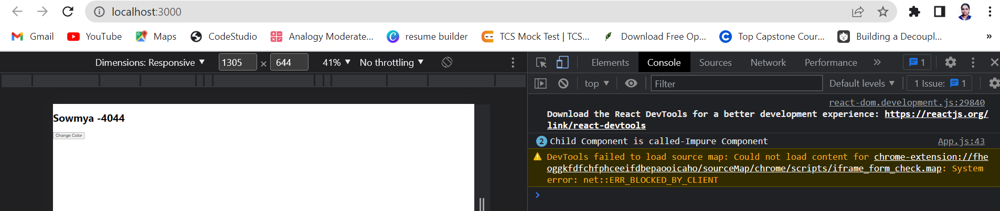 localhost:3000
Gmail YouTube Maps CodeStudio Analogy Moderate... resume builder TCS Mock Test | TCS... Download Free Op... Top Capstone Cour... Building a Decoupl... »
Dimensions: Responsive ▼ 1305 × 644 41% ▼ No throttling ▼
Elements Console Sources Network Performance » 1
top ▼ Filter Default levels ▼ 1 Issue: 1
Sowmya -4044
Change Color
react-dom.development.js:29840
Download the React DevTools for a better development experience: https://reactjs.org/
link/react-devtools
2 Child Component is called-Impure Component App.js:43
DevTools failed to load source map: Could not load content for chrome-extension://fhe
oggkfdfchfphceeifdbepaooicaho/sourceMap/chrome/scripts/iframe_form_check.map: System
error: net::ERR_BLOCKED_BY_CLIENT